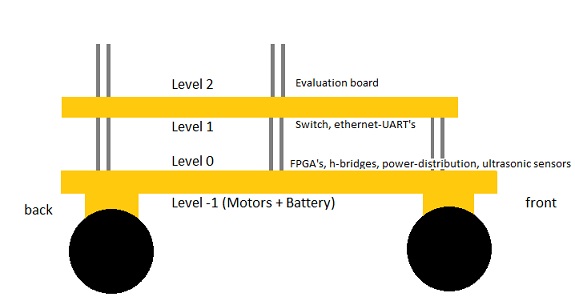 Level 2 Evaluation board
Level 1 Switch, ethernet-UART's
Level 0 FPGA's, h-bridges, power-distribution, ultrasonic sensors
back Level -1 (Motors + Battery) front